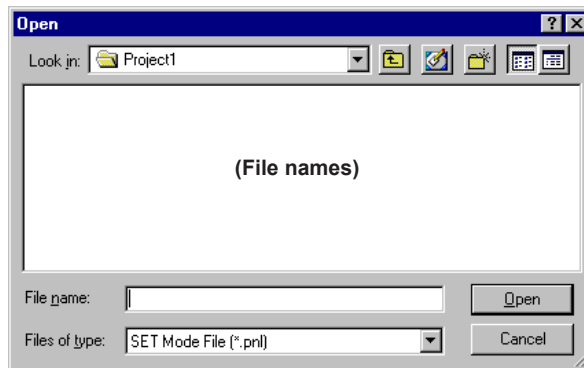 Open
Look in: Project1
(File names)
File name: Open
Files of type: SET Mode File (*.pnl) Cancel